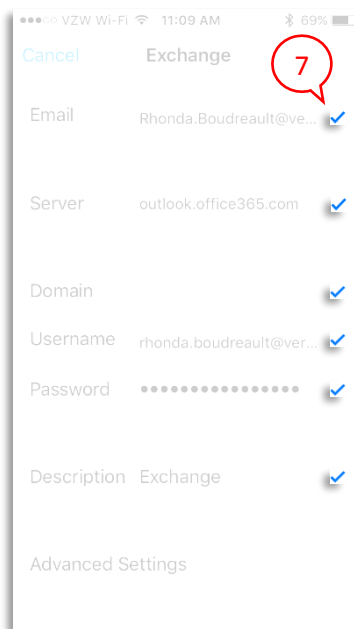 VZW Wi-Fi 11:09 AM 69%
Cancel Exchange
7
Email Rhonda.Boudreault@ve...
Server outlook.office365.com
Domain
Username rhonda.boudreault@ver...
Password ●●●●●●●●●●●●●●●●
Description Exchange
Advanced Settings